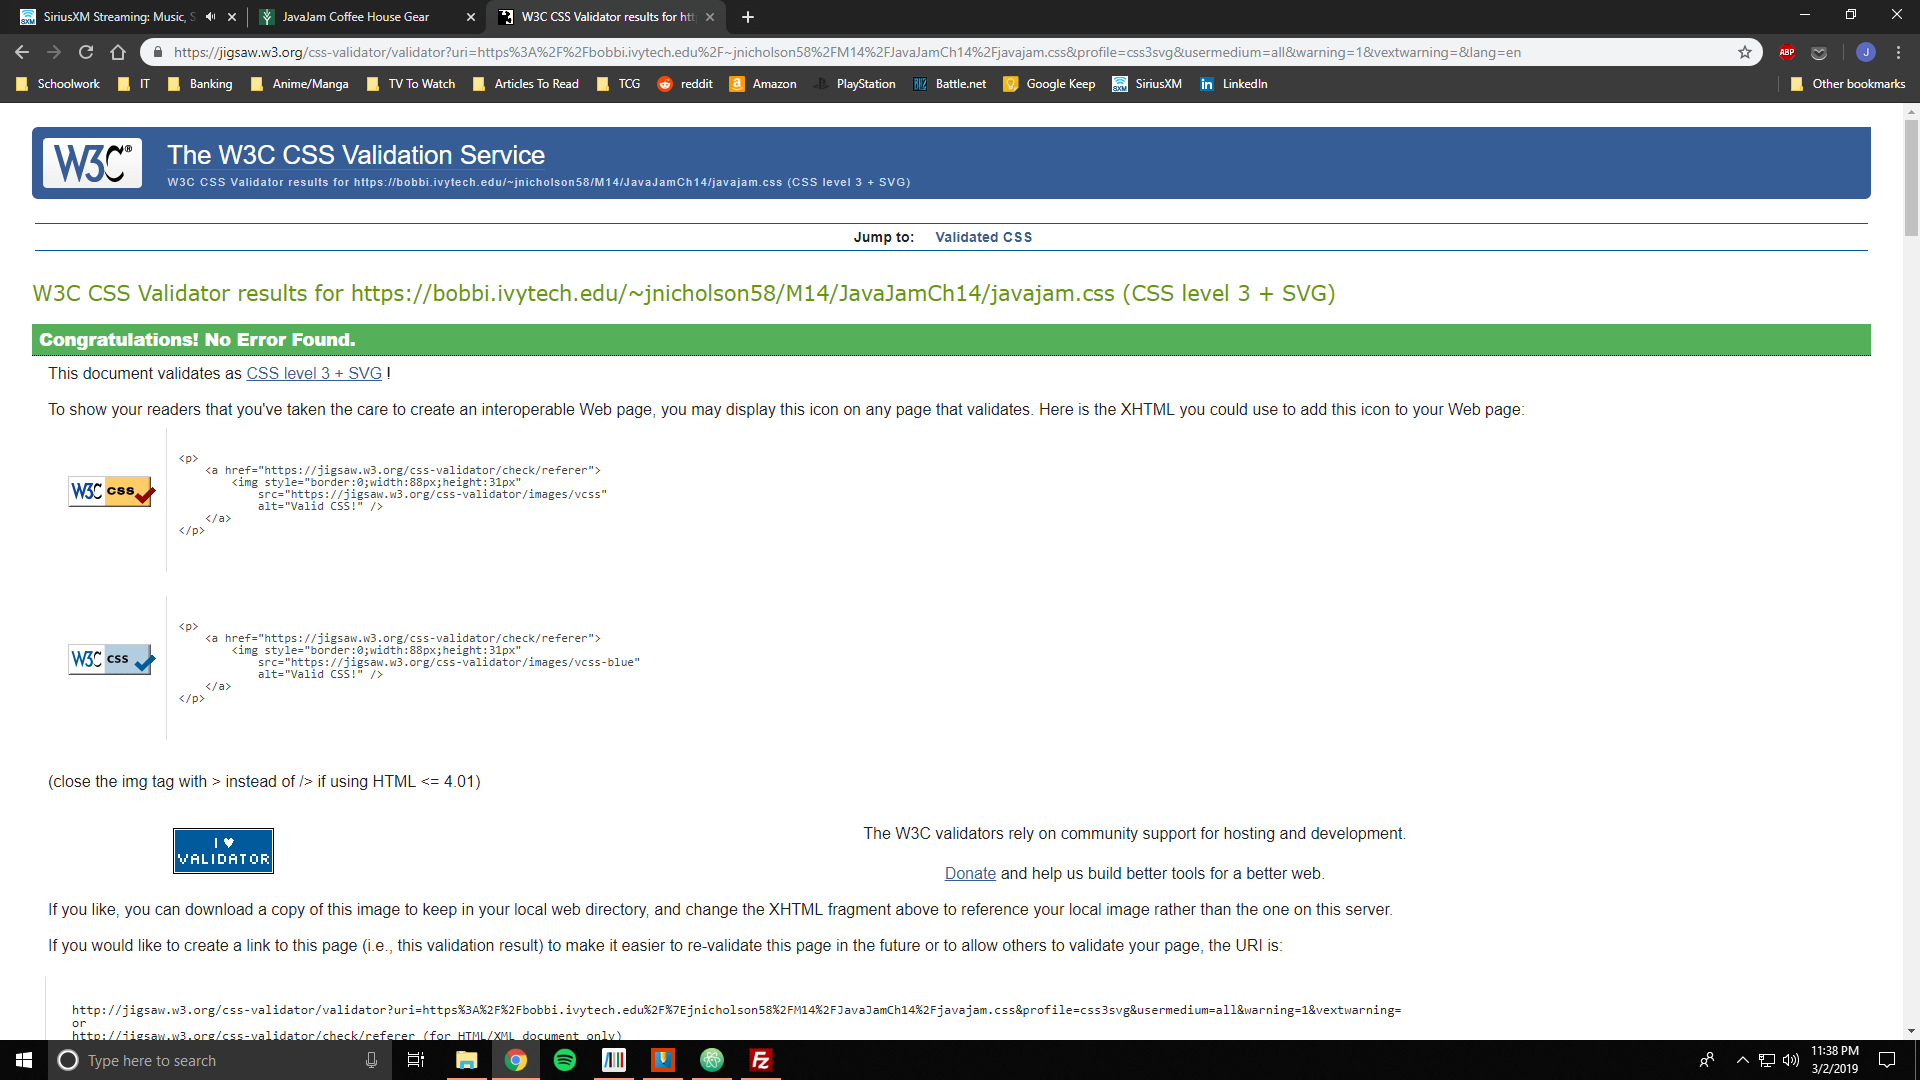 SiriusXM Streaming: Music, S
JavaJam Coffee House Gear
W3C CSS Validator results for htt
https://jigsaw.w3.org/css-validator/validator?uri=https%3A%2F%2Fbobbi.ivytech.edu%2F~jnicholson58%2FM14%2FJavaJamCh14%2Fjavajam.css&profile=css3svg&usermedium=all&warning=1&vextwarning=&lang=en
ABP
J
Schoolwork IT Banking Anime/Manga TV To Watch Articles To Read TCG reddit Amazon PlayStation Battle.net Google Keep SiriusXM LinkedIn Other bookmarks
W3C®
The W3C CSS Validation Service
W3C CSS Validator results for https://bobbi.ivytech.edu/~jnicholson58/M14/JavaJamCh14/javajam.css (CSS level 3 + SVG)
Jump to: Validated CSS
W3C CSS Validator results for https://bobbi.ivytech.edu/~jnicholson58/M14/JavaJamCh14/javajam.css (CSS level 3 + SVG)
Congratulations! No Error Found.
This document validates as CSS level 3 + SVG !
To show your readers that you've taken the care to create an interoperable Web page, you may display this icon on any page that validates. Here is the XHTML you could use to add this icon to your Web page:
W3C css
<p>
<a href="https://jigsaw.w3.org/css-validator/check/referer">
<img style="border:0;width:88px;height:31px"
src="https://jigsaw.w3.org/css-validator/images/vcss"
alt="Valid CSS!" />
</a>
</p>
W3C css
<p>
<a href="https://jigsaw.w3.org/css-validator/check/referer">
<img style="border:0;width:88px;height:31px"
src="https://jigsaw.w3.org/css-validator/images/vcss-blue"
alt="Valid CSS!" />
</a>
</p>
(close the img tag with > instead of /> if using HTML <= 4.01)
I ♥
VALIDATOR
The W3C validators rely on community support for hosting and development.
Donate and help us build better tools for a better web.
If you like, you can download a copy of this image to keep in your local web directory, and change the XHTML fragment above to reference your local image rather than the one on this server.
If you would like to create a link to this page (i.e., this validation result) to make it easier to re-validate this page in the future or to allow others to validate your page, the URI is:
http://jigsaw.w3.org/css-validator/validator?uri=https%3A%2F%2Fbobbi.ivytech.edu%2F%7Ejnicholson58%2FM14%2FJavaJamCh14%2Fjavajam.css&profile=css3svg&usermedium=all&warning=1&vextwarning=
or
http://jigsaw.w3.org/css-validator/check/referer (for HTML/XML document only)
Type here to search
Fz
11:38 PM
3/2/2019